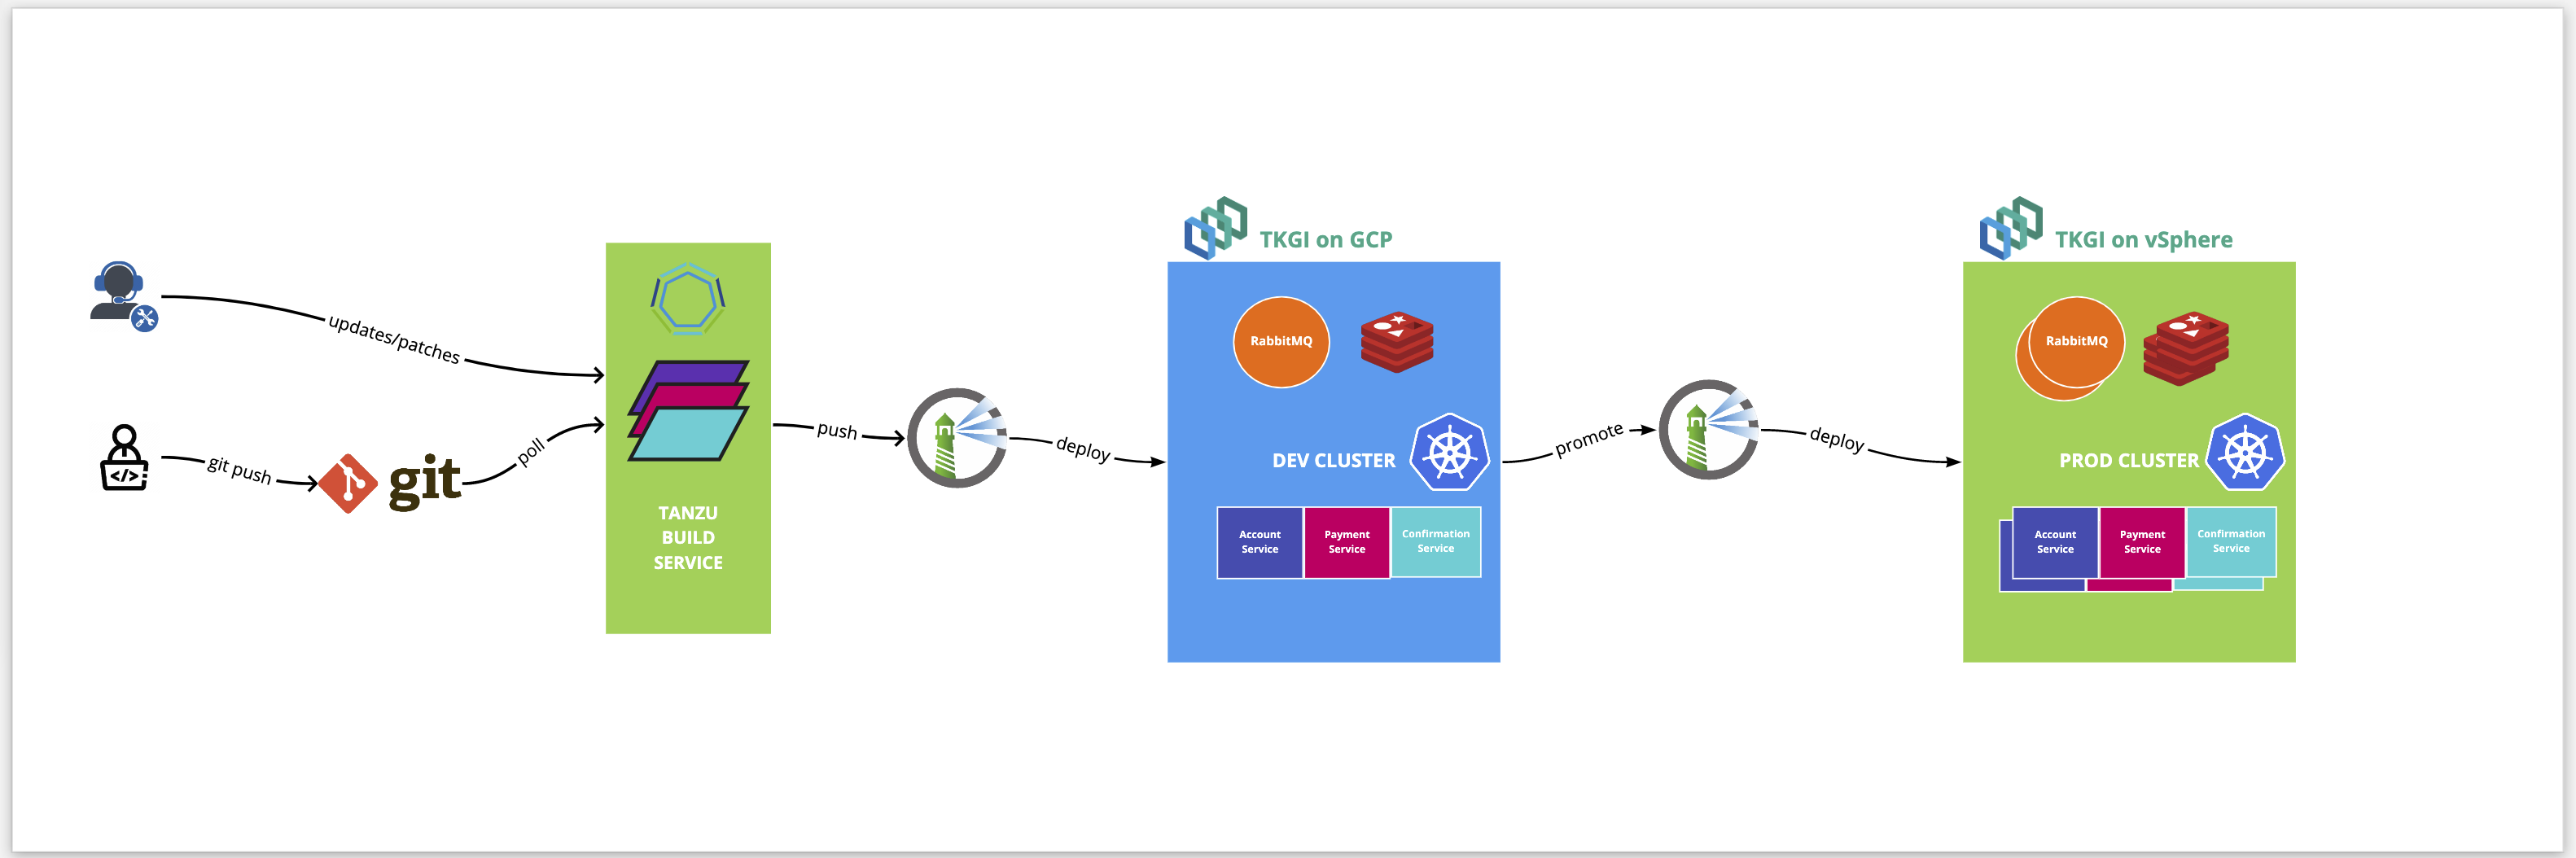 updates/patches
git push
git
poll
TANZU
BUILD
SERVICE
push
deploy
TKGI on GCP
RabbitMQ
DEV CLUSTER
Account
Service
Payment
Service
Confirmation
Service
promote
deploy
TKGI on vSphere
RabbitMQ
PROD CLUSTER
Account
Service
Payment
Service
Confirmation
Service